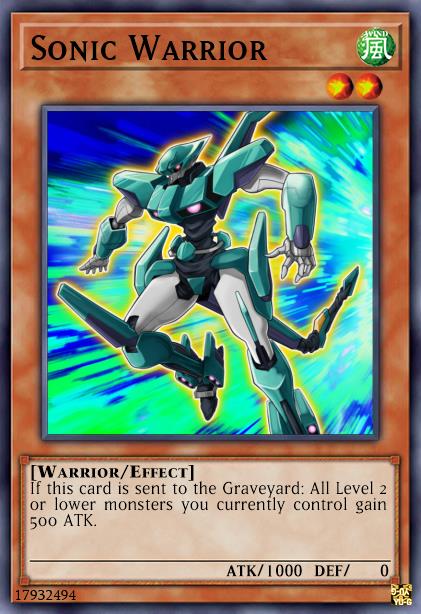 Sonic Warrior
WIND
風
[Warrior/Effect]
If this card is sent to the Graveyard: All Level 2
or lower monsters you currently control gain
500 ATK.
ATK/1000 DEF/ 0
17932494